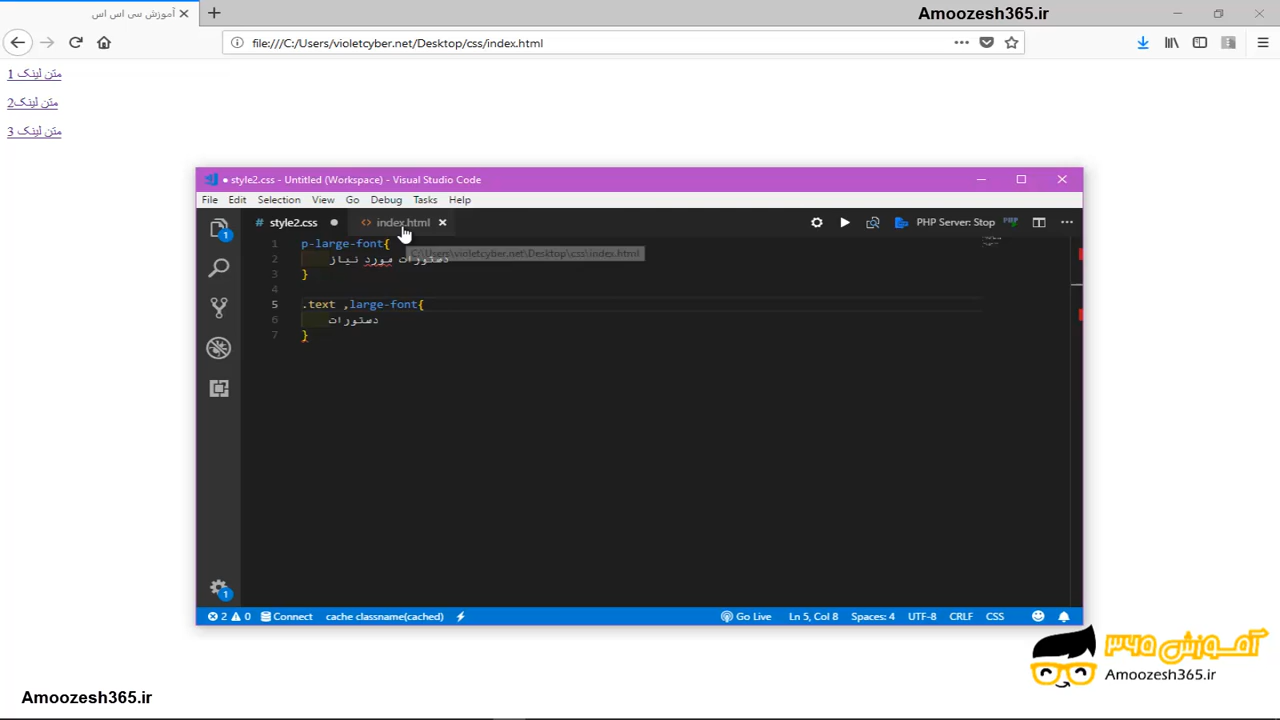 آموزش سی اس اس
Amoozesh365.ir
file:///C:/Users/violetcyber.net/Desktop/css/index.html
متن لینک 1
متن لینک2
متن لینک 3
● style2.css - Untitled (Workspace) - Visual Studio Code
File Edit Selection View Go Debug Tasks Help
# style2.css ● <> index.html
PHP Server: Stop
1 p-large-font{
C:\Users\violetcyber.net\Desktop\css\index.html
2 دستورات مورد نیاز
3 }
4
5 .text ,large-font{
6 دستورات
7 }
1
1
2 0 Connect cache classname(cached) Go Live Ln 5, Col 8 Spaces: 4 UTF-8 CRLF CSS
آموزش ۳۶۵
Amoozesh365.ir
Amoozesh365.ir